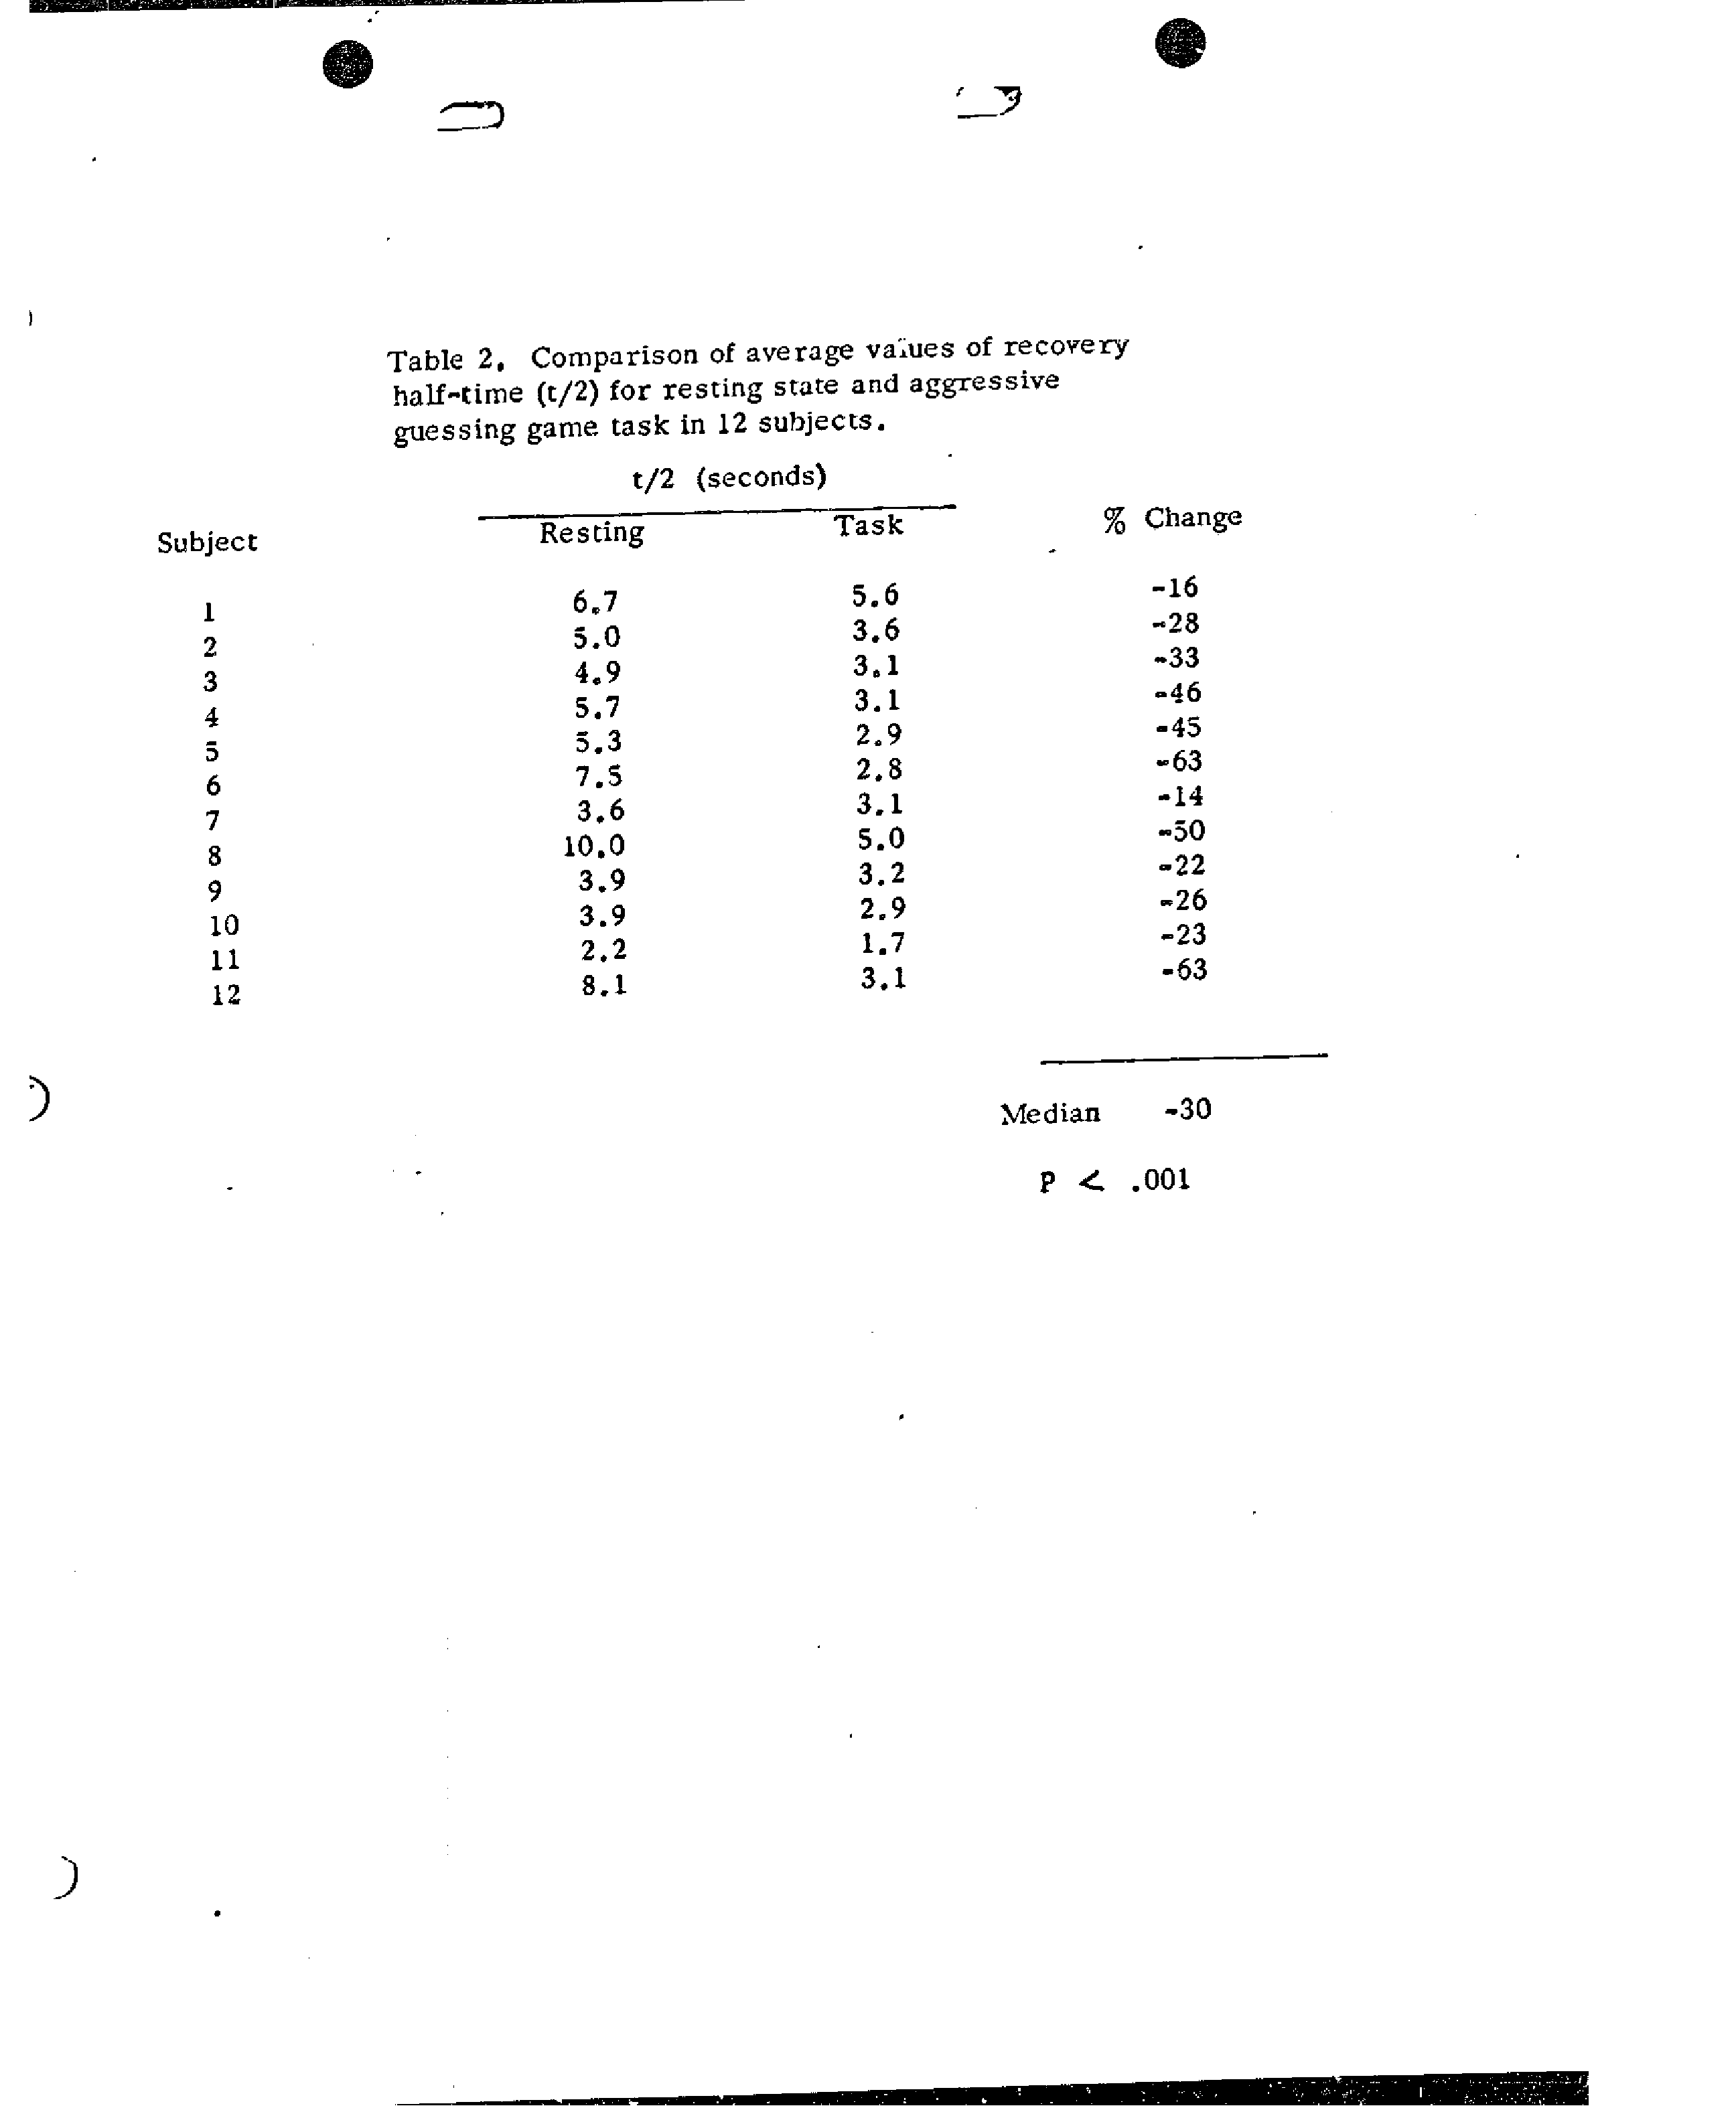 Table 2. Comparison of average values of recovery
half-time (t/2) for resting state and aggressive
guessing game task in 12 subjects.
t/2 (seconds)
Subject Resting Task % Change
1 6.7 5.6 -16
2 5.0 3.6 -28
3 4.9 3.1 -33
4 5.7 3.1 -46
5 5.3 2.9 -45
6 7.5 2.8 -63
7 3.6 3.1 -14
8 10.0 5.0 -50
9 3.9 3.2 -22
10 3.9 2.9 -26
11 2.2 1.7 -23
12 8.1 3.1 -63
Median -30
P < .001